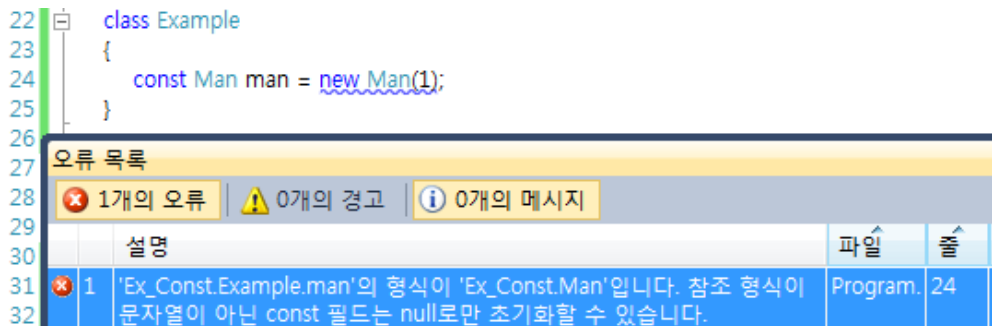 22 class Example
23 {
24 const Man man = new Man(1);
25 }
26
27 오류 목록
28 1개의 오류 0개의 경고 0개의 메시지
29
30 설명 파일 줄
31 1 'Ex_Const.Example.man'의 형식이 'Ex_Const.Man'입니다. 참조 형식이 Program. 24
32 문자열이 아닌 const 필드는 null로만 초기화할 수 있습니다.